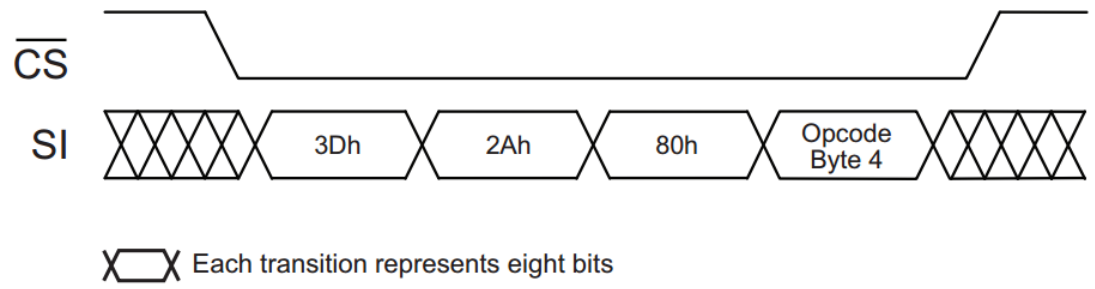 CS
SI
3Dh
2Ah
80h
Opcode
Byte 4
Each transition represents eight bits